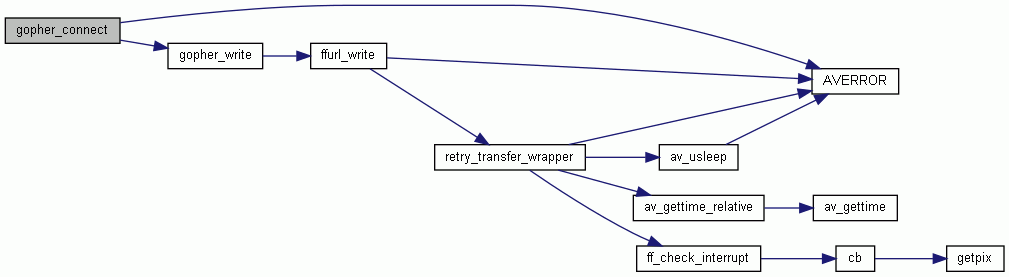 gopher_connect
gopher_write
ffurl_write
AVERROR
retry_transfer_wrapper
av_usleep
av_gettime_relative
av_gettime
ff_check_interrupt
cb
getpix